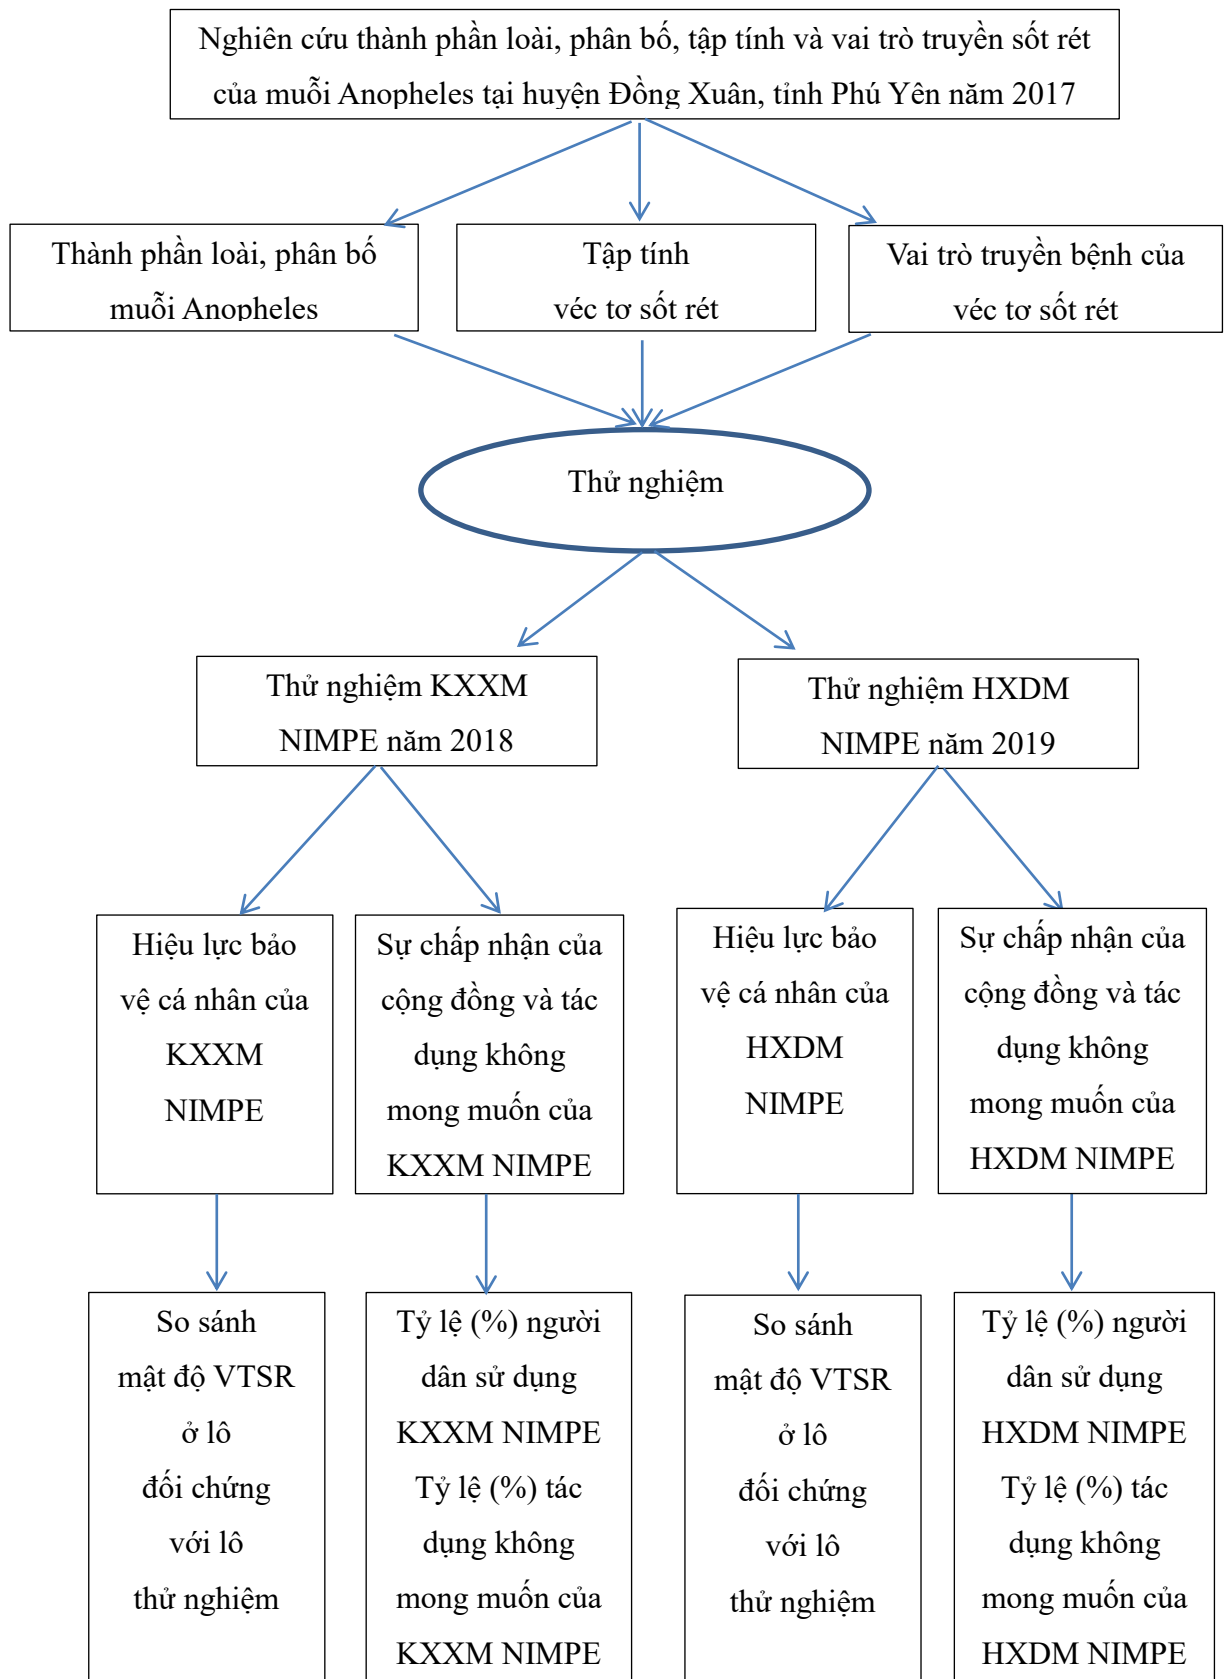 Nghiên cứu thành phần loài, phân bố, tập tính và vai trò truyền sốt rét
của muỗi Anopheles tại huyện Đồng Xuân, tỉnh Phú Yên năm 2017
Thành phần loài, phân bố
muỗi Anopheles
Tập tính
véc tơ sốt rét
Vai trò truyền bệnh của
véc tơ sốt rét
Thử nghiệm
Thử nghiệm KXXM
NIMPE năm 2018
Thử nghiệm HXDM
NIMPE năm 2019
Hiệu lực bảo
vệ cá nhân của
KXXM
NIMPE
Sự chấp nhận của
cộng đồng và tác
dụng không
mong muốn của
KXXM NIMPE
Hiệu lực bảo
vệ cá nhân của
HXDM
NIMPE
Sự chấp nhận của
cộng đồng và tác
dụng không
mong muốn của
HXDM NIMPE
So sánh
mật độ VTSR
ở lô
đối chứng
với lô
thử nghiệm
Tỷ lệ (%) người
dân sử dụng
KXXM NIMPE
Tỷ lệ (%) tác
dụng không
mong muốn của
KXXM NIMPE
So sánh
mật độ VTSR
ở lô
đối chứng
với lô
thử nghiệm
Tỷ lệ (%) người
dân sử dụng
HXDM NIMPE
Tỷ lệ (%) tác
dụng không
mong muốn của
HXDM NIMPE